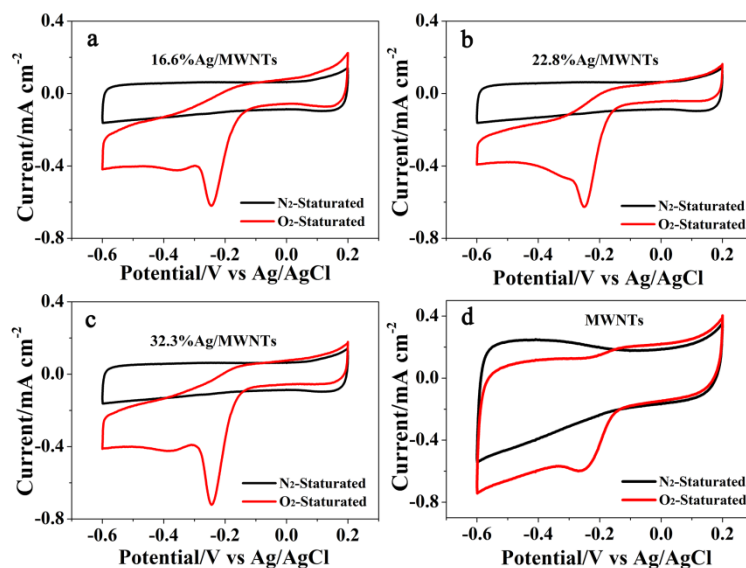 a
16.6%Ag/MWNTs
0.4
0.0
-0.4
-0.8
Current/mA cm-2
N2-Staturated
O2-Staturated
-0.6 -0.4 -0.2 0.0 0.2
Potential/V vs Ag/AgCl
b
22.8%Ag/MWNTs
0.4
0.0
-0.4
-0.8
Current/mA cm-2
N2-Staturated
O2-Staturated
-0.6 -0.4 -0.2 0.0 0.2
Potential/V vs Ag/AgCl
c
32.3%Ag/MWNTs
0.4
0.0
-0.4
-0.8
Current/mA cm-2
N2-Staturated
O2-Staturated
-0.6 -0.4 -0.2 0.0 0.2
Potential/V vs Ag/AgCl
d
MWNTs
0.4
0.0
-0.4
-0.8
Current/mA cm-2
N2-Staturated
O2-Staturated
-0.6 -0.4 -0.2 0.0 0.2
Potential/V vs Ag/AgCl